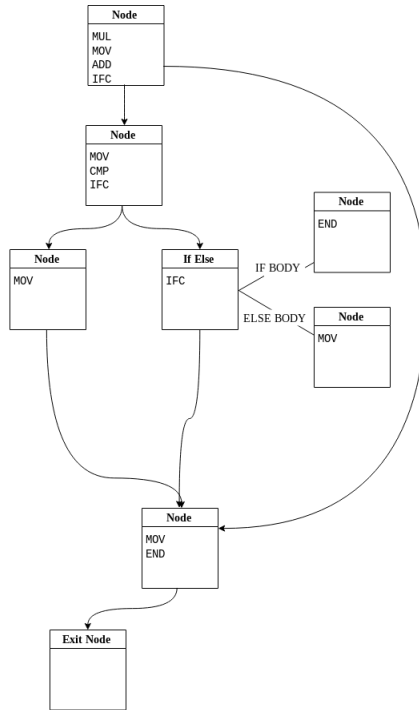 Node
MUL
MOV
ADD
IFC
Node
MOV
CMP
IFC
Node
MOV
If Else
IFC
IF BODY
ELSE BODY
Node
END
Node
MOV
Node
MOV
END
Exit Node